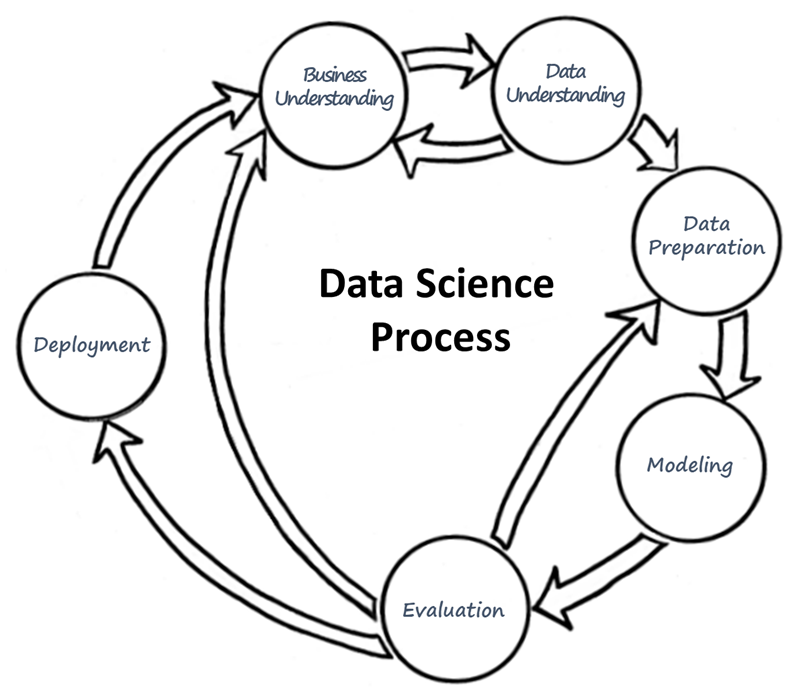 Business
Understanding
Data
Understanding
Data
Preparation
Data Science
Process
Deployment
Modeling
Evaluation